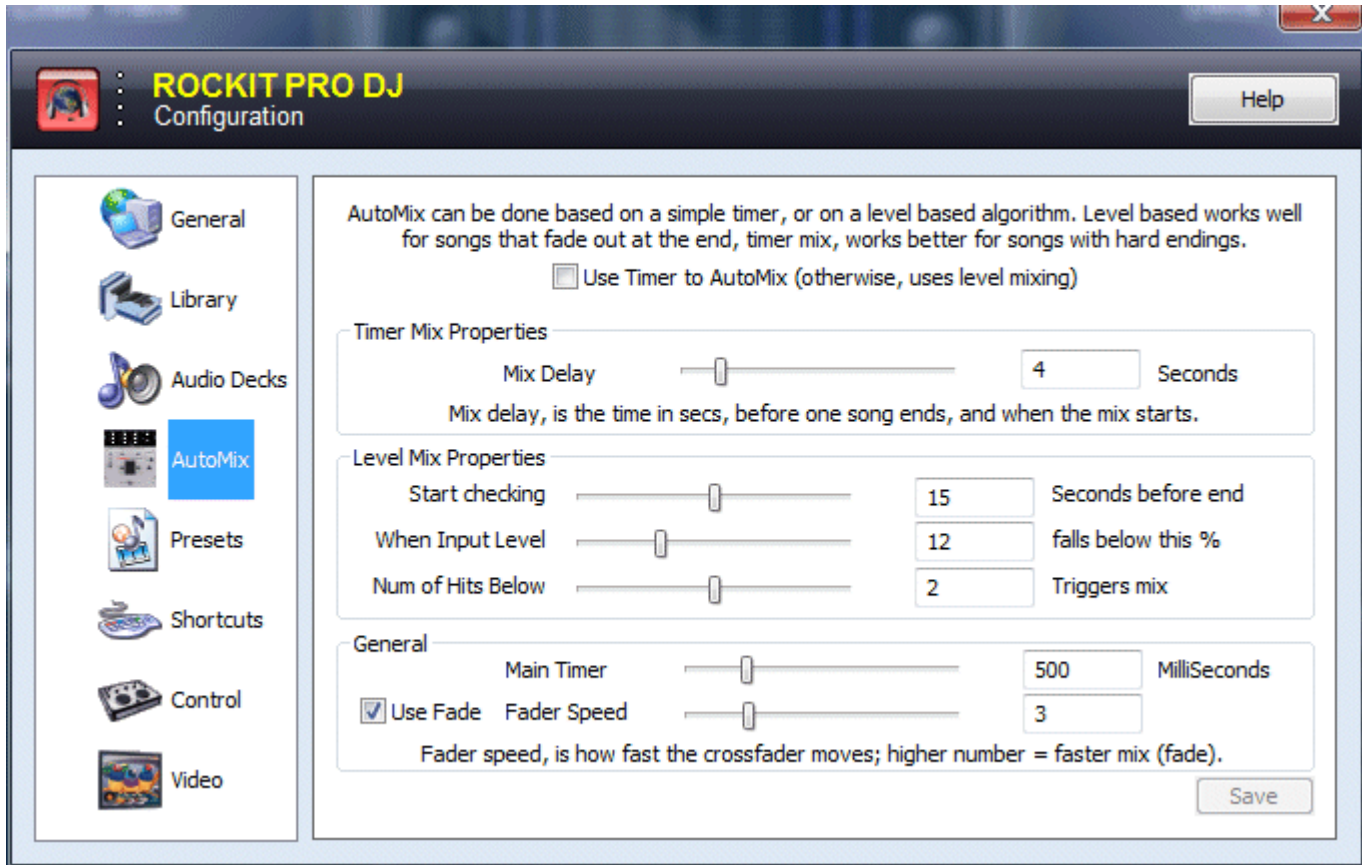 ROCKIT PRO DJ
Configuration
Help
General
Library
Audio Decks
AutoMix
Presets
Shortcuts
Control
Video
AutoMix can be done based on a simple timer, or on a level based algorithm. Level based works well
for songs that fade out at the end, timer mix, works better for songs with hard endings.
Use Timer to AutoMix (otherwise, uses level mixing)
Timer Mix Properties
Mix Delay 4 Seconds
Mix delay, is the time in secs, before one song ends, and when the mix starts.
Level Mix Properties
Start checking 15 Seconds before end
When Input Level 12 falls below this %
Num of Hits Below 2 Triggers mix
General
Main Timer 500 MilliSeconds
Use Fade Fader Speed 3
Fader speed, is how fast the crossfader moves; higher number = faster mix (fade).
Save